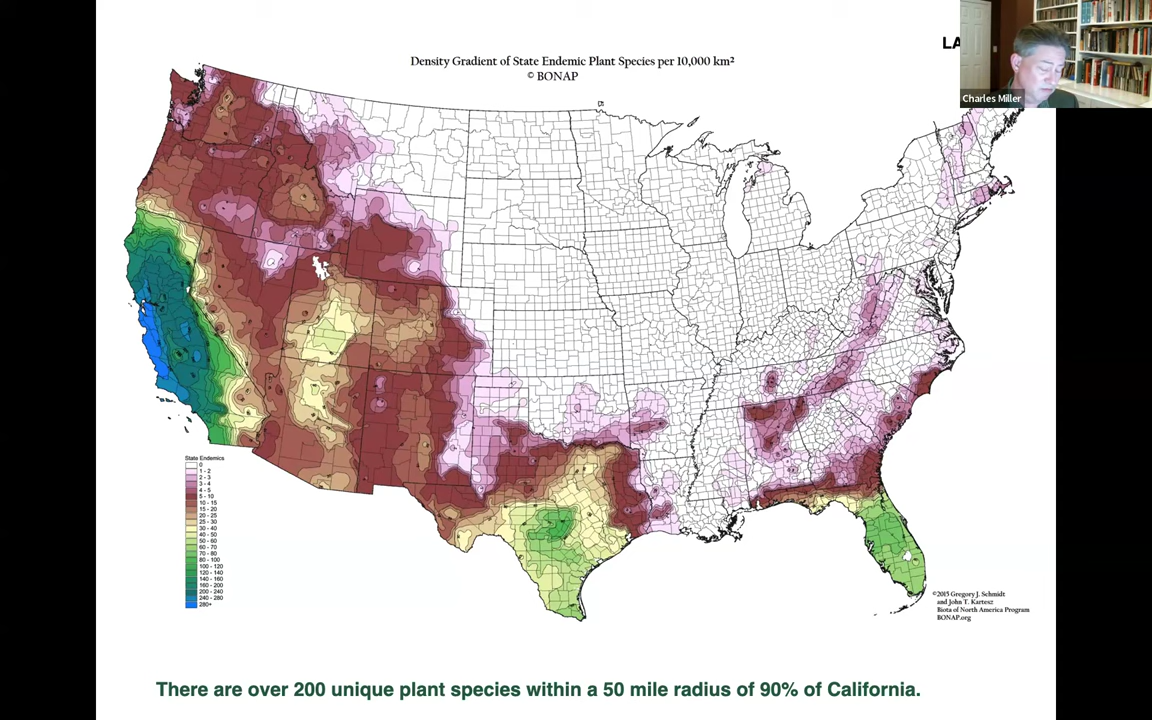 LA
Density Gradient of State Endemic Plant Species per 10,000 km²
© BONAP
Charles Miller
State Endemics
0
1 - 2
2 - 3
3 - 4
4 - 5
5 - 10
10 - 15
15 - 20
20 - 25
25 - 30
30 - 40
40 - 50
50 - 60
60 - 70
70 - 80
80 - 100
100 - 120
120 - 140
140 - 160
160 - 200
200 - 240
240 - 280
280+
©2015 Gregory J. Schmidt
and John T. Kartesz
Biota of North America Program
BONAP.org
There are over 200 unique plant species within a 50 mile radius of 90% of California.